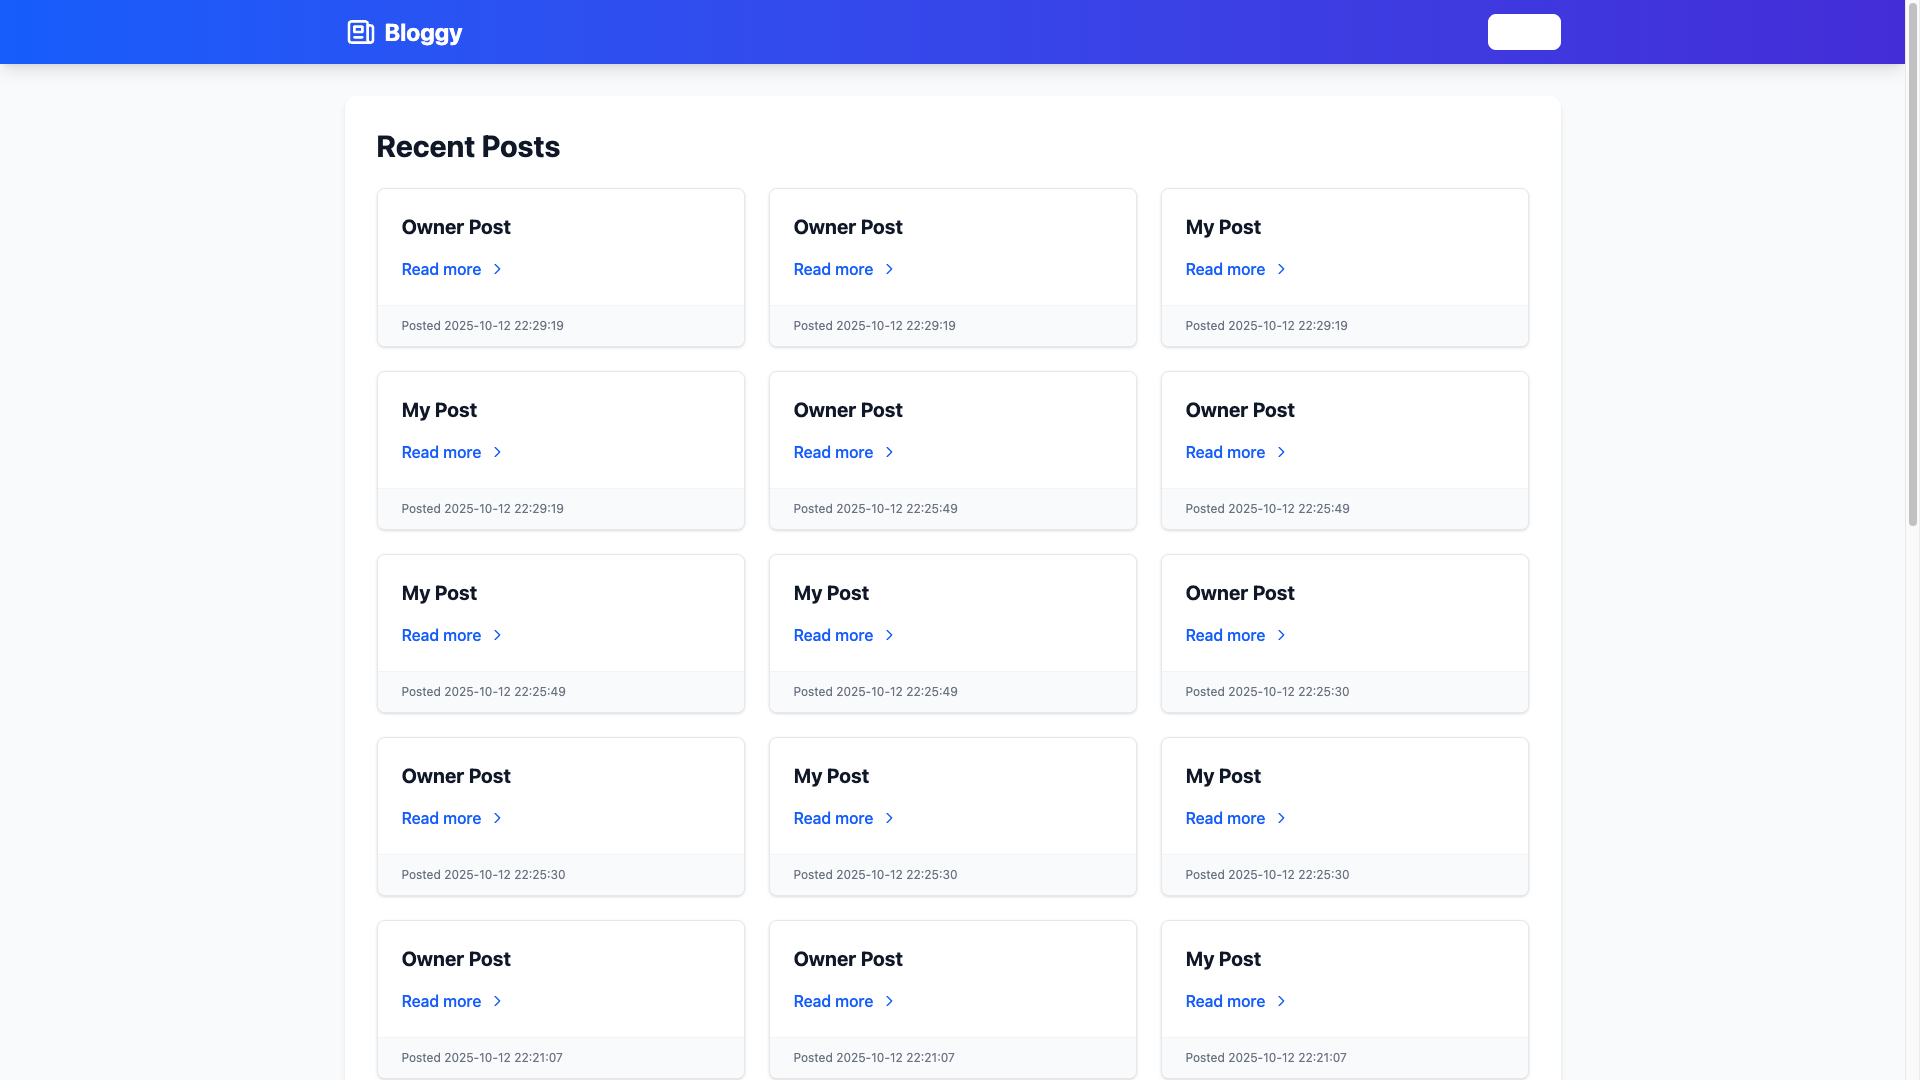 Bloggy
Recent Posts
Owner Post
Read more
Posted 2025-10-12 22:29:19
Owner Post
Read more
Posted 2025-10-12 22:29:19
My Post
Read more
Posted 2025-10-12 22:29:19
My Post
Read more
Posted 2025-10-12 22:29:19
Owner Post
Read more
Posted 2025-10-12 22:25:49
Owner Post
Read more
Posted 2025-10-12 22:25:49
My Post
Read more
Posted 2025-10-12 22:25:49
My Post
Read more
Posted 2025-10-12 22:25:49
Owner Post
Read more
Posted 2025-10-12 22:25:30
Owner Post
Read more
Posted 2025-10-12 22:25:30
My Post
Read more
Posted 2025-10-12 22:25:30
My Post
Read more
Posted 2025-10-12 22:25:30
Owner Post
Read more
Posted 2025-10-12 22:21:07
Owner Post
Read more
Posted 2025-10-12 22:21:07
My Post
Read more
Posted 2025-10-12 22:21:07